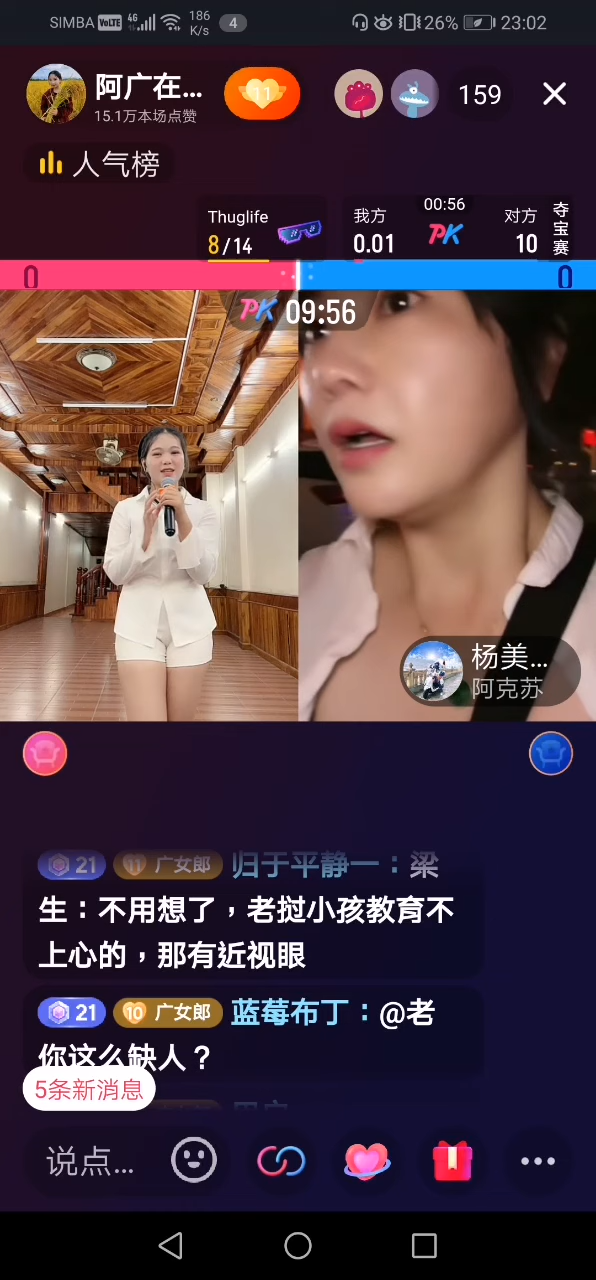 SIMBA VoLTE 4G 186 K/s 4 26% 23:02
阿广在... 11 159
15.1万本场点赞
人气榜
Thuglife 我方 00:56 对方 夺宝赛
8/14 0.01 PK 10
0 0
PK 09:56
杨美...
阿克苏
21 11 广女郎 归于平静一：梁
生：不用想了，老挝小孩教育不
上心的，那有近视眼
21 10 广女郎 蓝莓布丁：@老
你这么缺人？
5条新消息
说点...